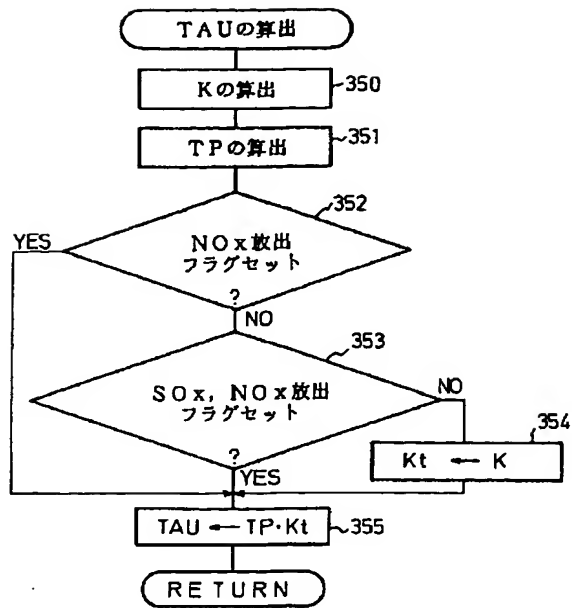 TAUの算出
Kの算出
350
TPの算出
351
352
YES
NOx放出
フラグセット
?
NO
353
SOx, NOx放出
フラグセット
?
NO
YES
354
Kt ← K
TAU ← TP・Kt
355
RETURN